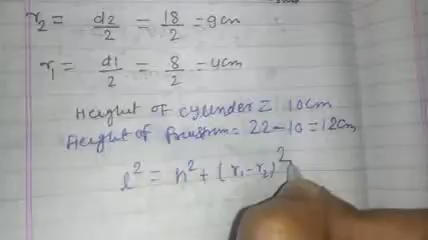 r2 = d2/2 = 18/2 = 9cm
r1 = d1/2 = 8/2 = 4cm
Height of cylinder = 10cm
Height of frustrm = 22-10 = 12cm
l² = h² + (r1-r2)²